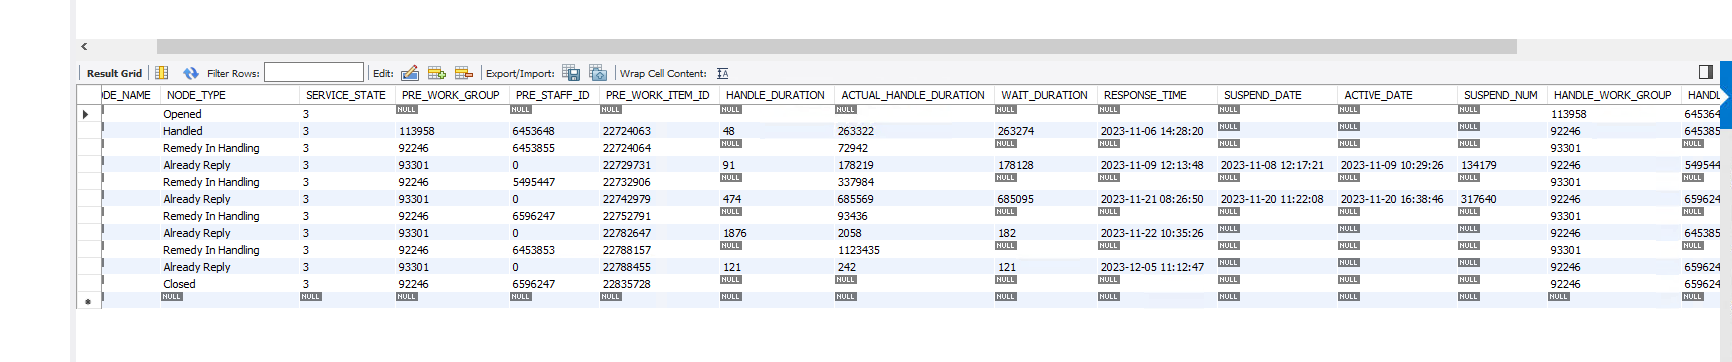 Result Grid Filter Rows: Edit: Export/Import: Wrap Cell Content: IA
DE_NAME NODE_TYPE SERVICE_STATE PRE_WORK_GROUP PRE_STAFF_ID PRE_WORK_ITEM_ID HANDLE_DURATION ACTUAL_HANDLE_DURATION WAIT_DURATION RESPONSE_TIME SUSPEND_DATE ACTIVE_DATE SUSPEND_NUM HANDLE_WORK_GROUP HANDL
Opened 3 NULL NULL NULL NULL NULL NULL NULL NULL NULL NULL 113958 645364
Handled 3 113958 6453648 22724063 48 263322 263274 2023-11-06 14:28:20 NULL NULL NULL 92246 645385
Remedy In Handling 3 92246 6453855 22724064 NULL 72942 NULL NULL NULL NULL NULL 93301 NULL
Already Reply 3 93301 0 22729731 91 178219 178128 2023-11-09 12:13:48 2023-11-08 12:17:21 2023-11-09 10:29:26 134179 92246 549544
Remedy In Handling 3 92246 5495447 22732906 NULL 337984 NULL NULL NULL NULL NULL 93301 NULL
Already Reply 3 93301 0 22742979 474 685569 685095 2023-11-21 08:26:50 2023-11-20 11:22:08 2023-11-20 16:38:46 317640 92246 659624
Remedy In Handling 3 92246 6596247 22752791 NULL 93436 NULL NULL NULL NULL NULL 93301 NULL
Already Reply 3 93301 0 22782647 1876 2058 182 2023-11-22 10:35:26 NULL NULL NULL 92246 645385
Remedy In Handling 3 92246 6453853 22788157 NULL 1123435 NULL NULL NULL NULL NULL 93301 NULL
Already Reply 3 93301 0 22788455 121 242 121 2023-12-05 11:12:47 NULL NULL NULL 92246 659624
Closed 3 92246 6596247 22835728 NULL NULL NULL NULL NULL NULL NULL 92246 659624
NULL NULL NULL NULL NULL NULL NULL NULL NULL NULL NULL NULL NULL NULL